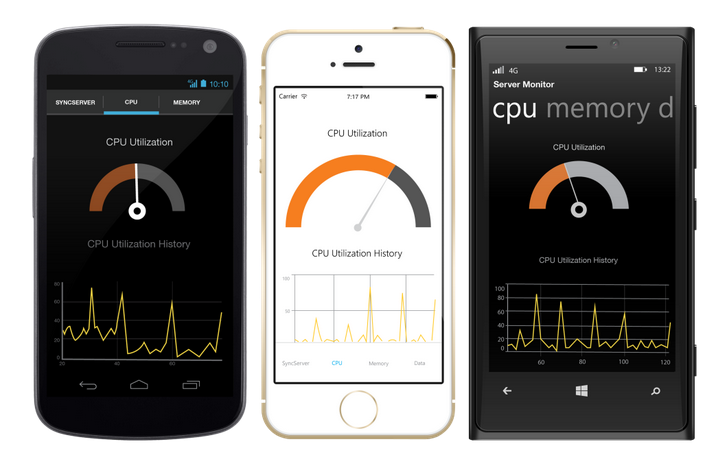 10:10
SYNCSERVER CPU MEMORY
CPU Utilization
CPU Utilization History
80
60
40
20
0
20 40 60
Carrier 7:17 PM
CPU Utilization
CPU Utilization History
100
50
SyncServer CPU Memory Data
4G 13:22
Server Monitor
cpu memory d
CPU Utilization
CPU Utilization History
100
80
60
40
20
0
60 80 100 120